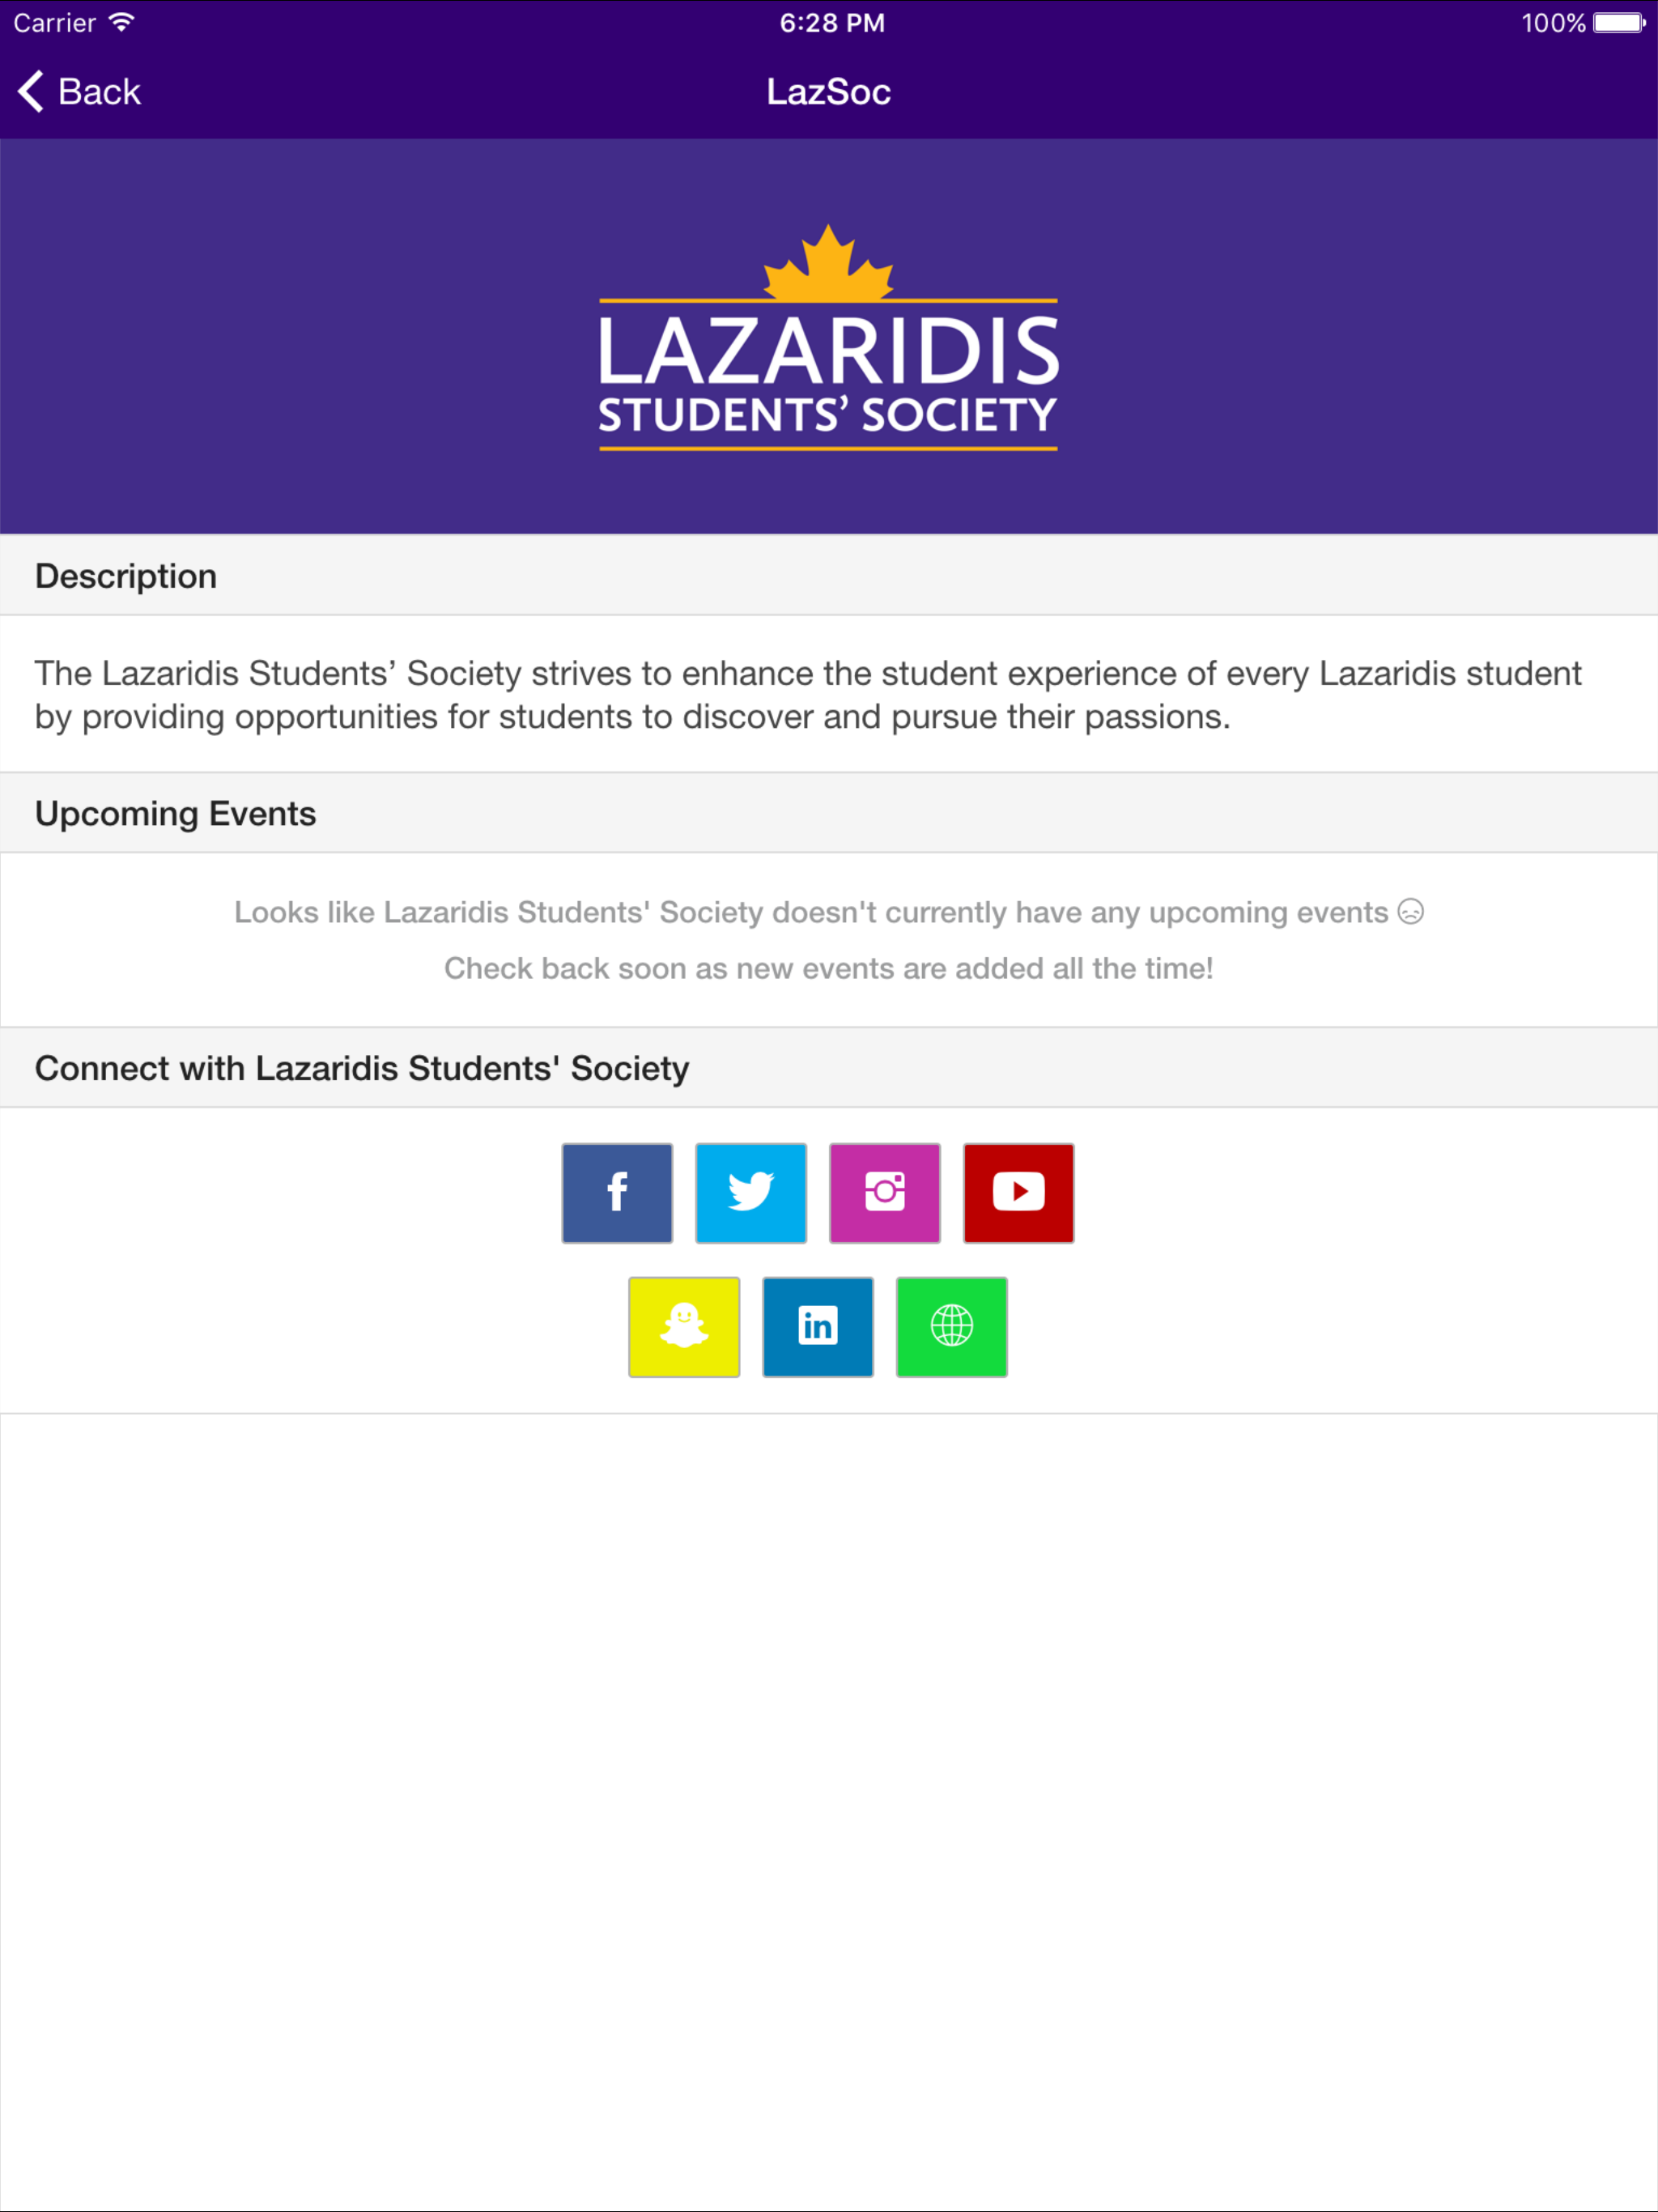 Carrier 6:28 PM 100%
Back LazSoc
LAZARIDIS
STUDENTS’ SOCIETY
Description
The Lazaridis Students’ Society strives to enhance the student experience of every Lazaridis student
by providing opportunities for students to discover and pursue their passions.
Upcoming Events
Looks like Lazaridis Students' Society doesn't currently have any upcoming events
Check back soon as new events are added all the time!
Connect with Lazaridis Students' Society
f
in